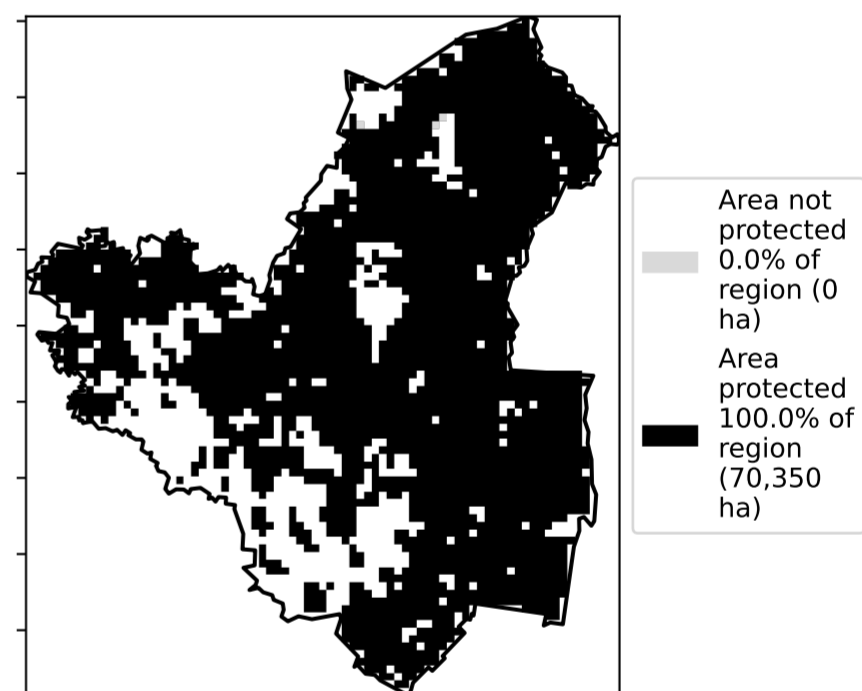 Area not
protected
0.0% of
region (0
ha)
Area
protected
100.0% of
region
(70,350
ha)